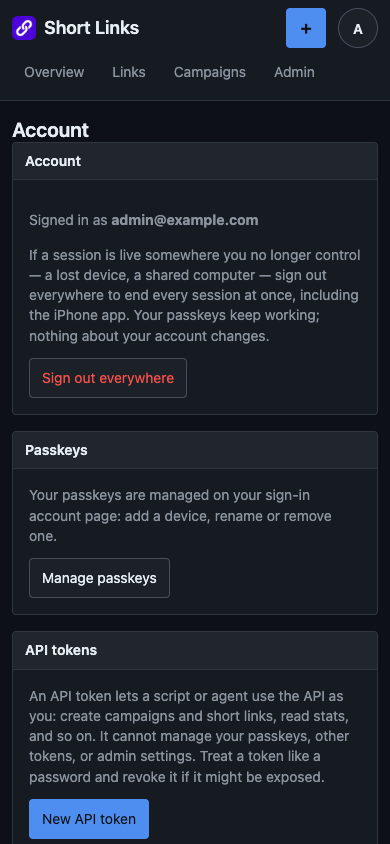 Short Links
+
A
Overview Links Campaigns Admin
Account
Account
Signed in as admin@example.com
If a session is live somewhere you no longer control
— a lost device, a shared computer — sign out
everywhere to end every session at once, including
the iPhone app. Your passkeys keep working;
nothing about your account changes.
Sign out everywhere
Passkeys
Your passkeys are managed on your sign-in
account page: add a device, rename or remove
one.
Manage passkeys
API tokens
An API token lets a script or agent use the API as
you: create campaigns and short links, read stats,
and so on. It cannot manage your passkeys, other
tokens, or admin settings. Treat a token like a
password and revoke it if it might be exposed.
New API token